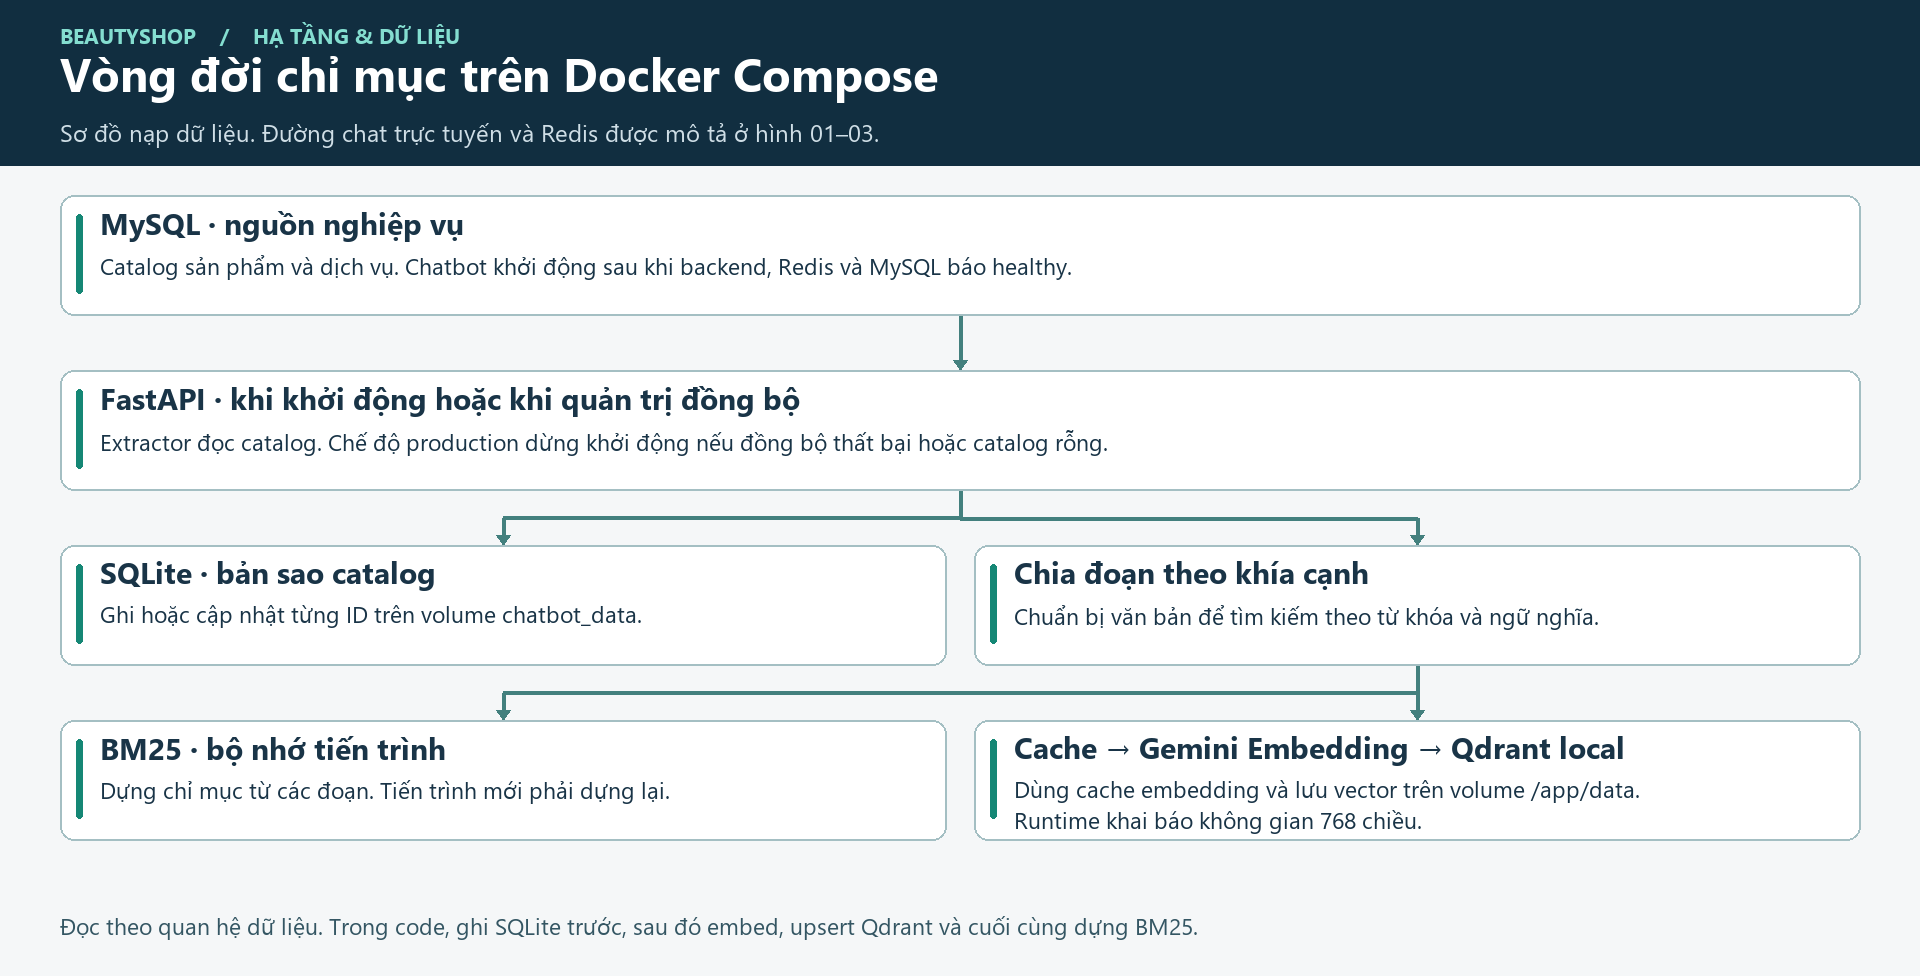 BEAUTYSHOP / HẠ TẦNG & DỮ LIỆU
Vòng đời chỉ mục trên Docker Compose
Sơ đồ nạp dữ liệu. Đường chat trực tuyến và Redis được mô tả ở hình 01–03.
MySQL · nguồn nghiệp vụ
Catalog sản phẩm và dịch vụ. Chatbot khởi động sau khi backend, Redis và MySQL báo healthy.
FastAPI · khi khởi động hoặc khi quản trị đồng bộ
Extractor đọc catalog. Chế độ production dừng khởi động nếu đồng bộ thất bại hoặc catalog rỗng.
SQLite · bản sao catalog
Ghi hoặc cập nhật từng ID trên volume chatbot_data.
Chia đoạn theo khía cạnh
Chuẩn bị văn bản để tìm kiếm theo từ khóa và ngữ nghĩa.
BM25 · bộ nhớ tiến trình
Dựng chỉ mục từ các đoạn. Tiến trình mới phải dựng lại.
Cache → Gemini Embedding → Qdrant local
Dùng cache embedding và lưu vector trên volume /app/data.
Runtime khai báo không gian 768 chiều.
Đọc theo quan hệ dữ liệu. Trong code, ghi SQLite trước, sau đó embed, upsert Qdrant và cuối cùng dựng BM25.